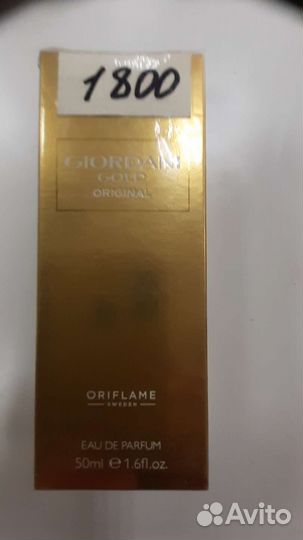 1800
GIORDANI
GOLD
ORIGINAL
ORIFLAME
SWEDEN
EAU DE PARFUM
50ml ℮ 1.6fl.oz.
Avito